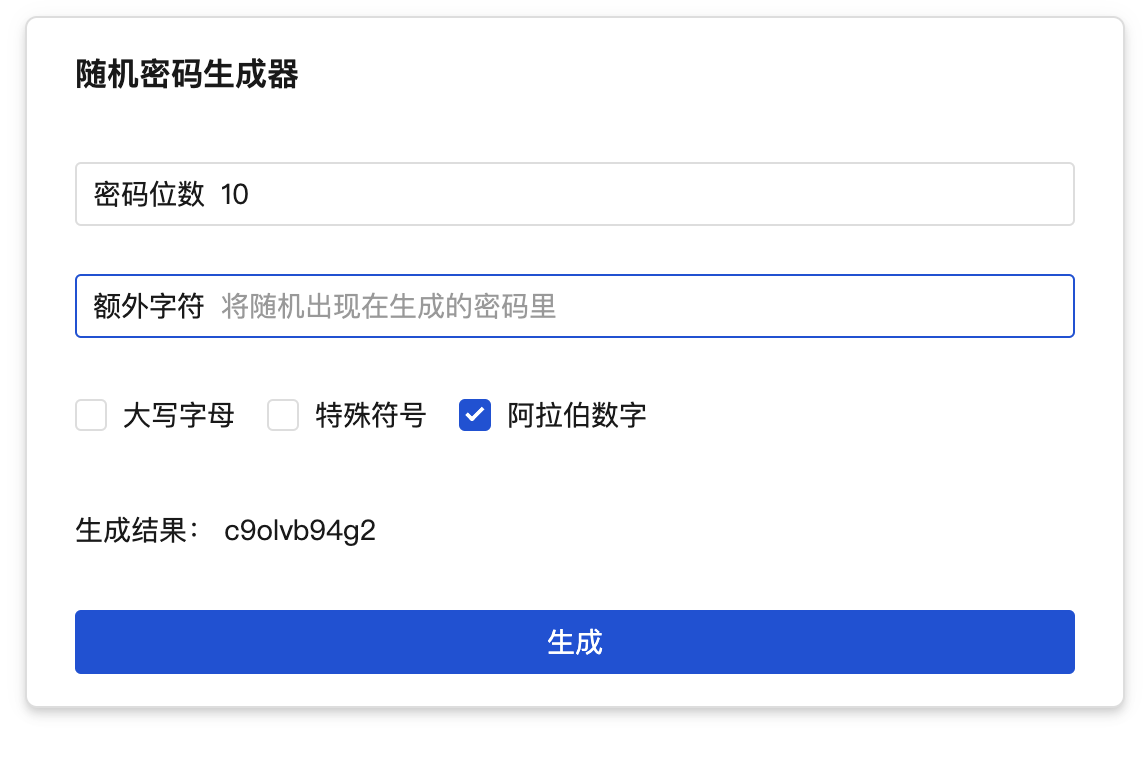 随机密码生成器
密码位数 10
额外字符 将随机出现在生成的密码里
大写字母 特殊符号 阿拉伯数字
生成结果： c9olvb94g2
生成